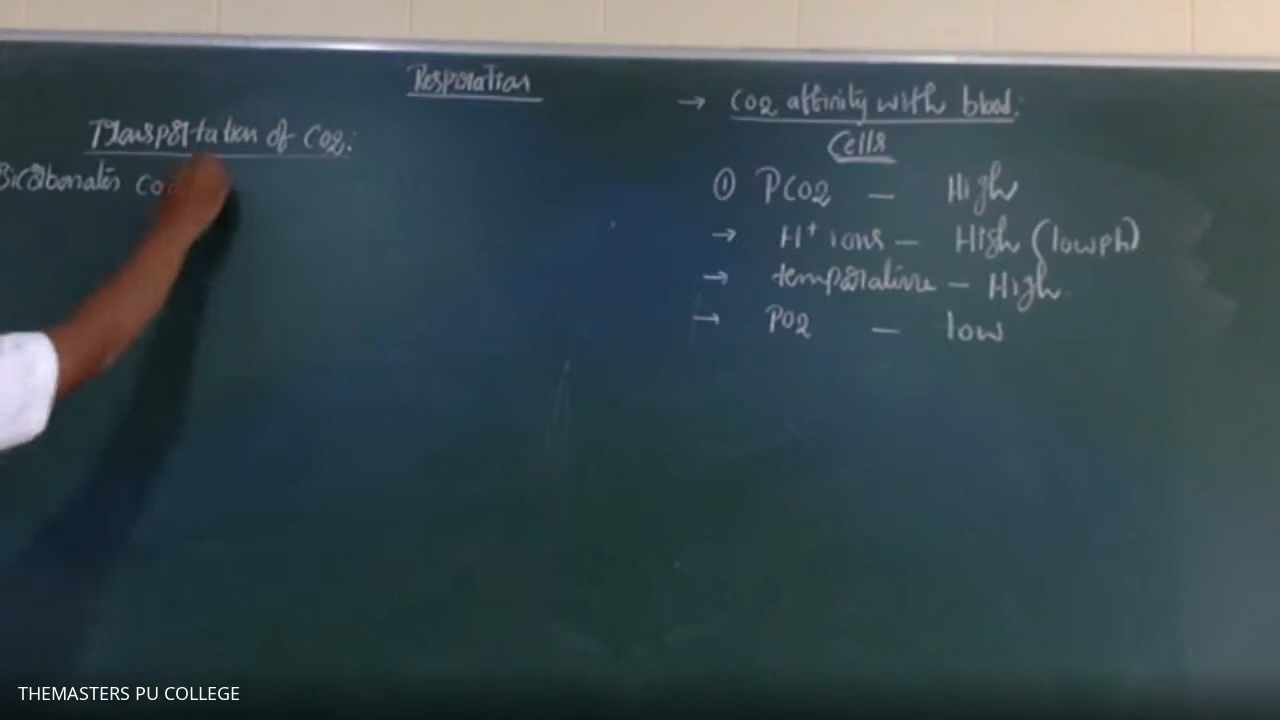 Respiration
Transportation of CO2:
Bicarbonates
→ CO2 affinity with blood:
Cells
① PCO2 — High
→ H+ ions — High (low pH)
→ temperature — High.
→ PO2 — low
THEMASTERS PU COLLEGE